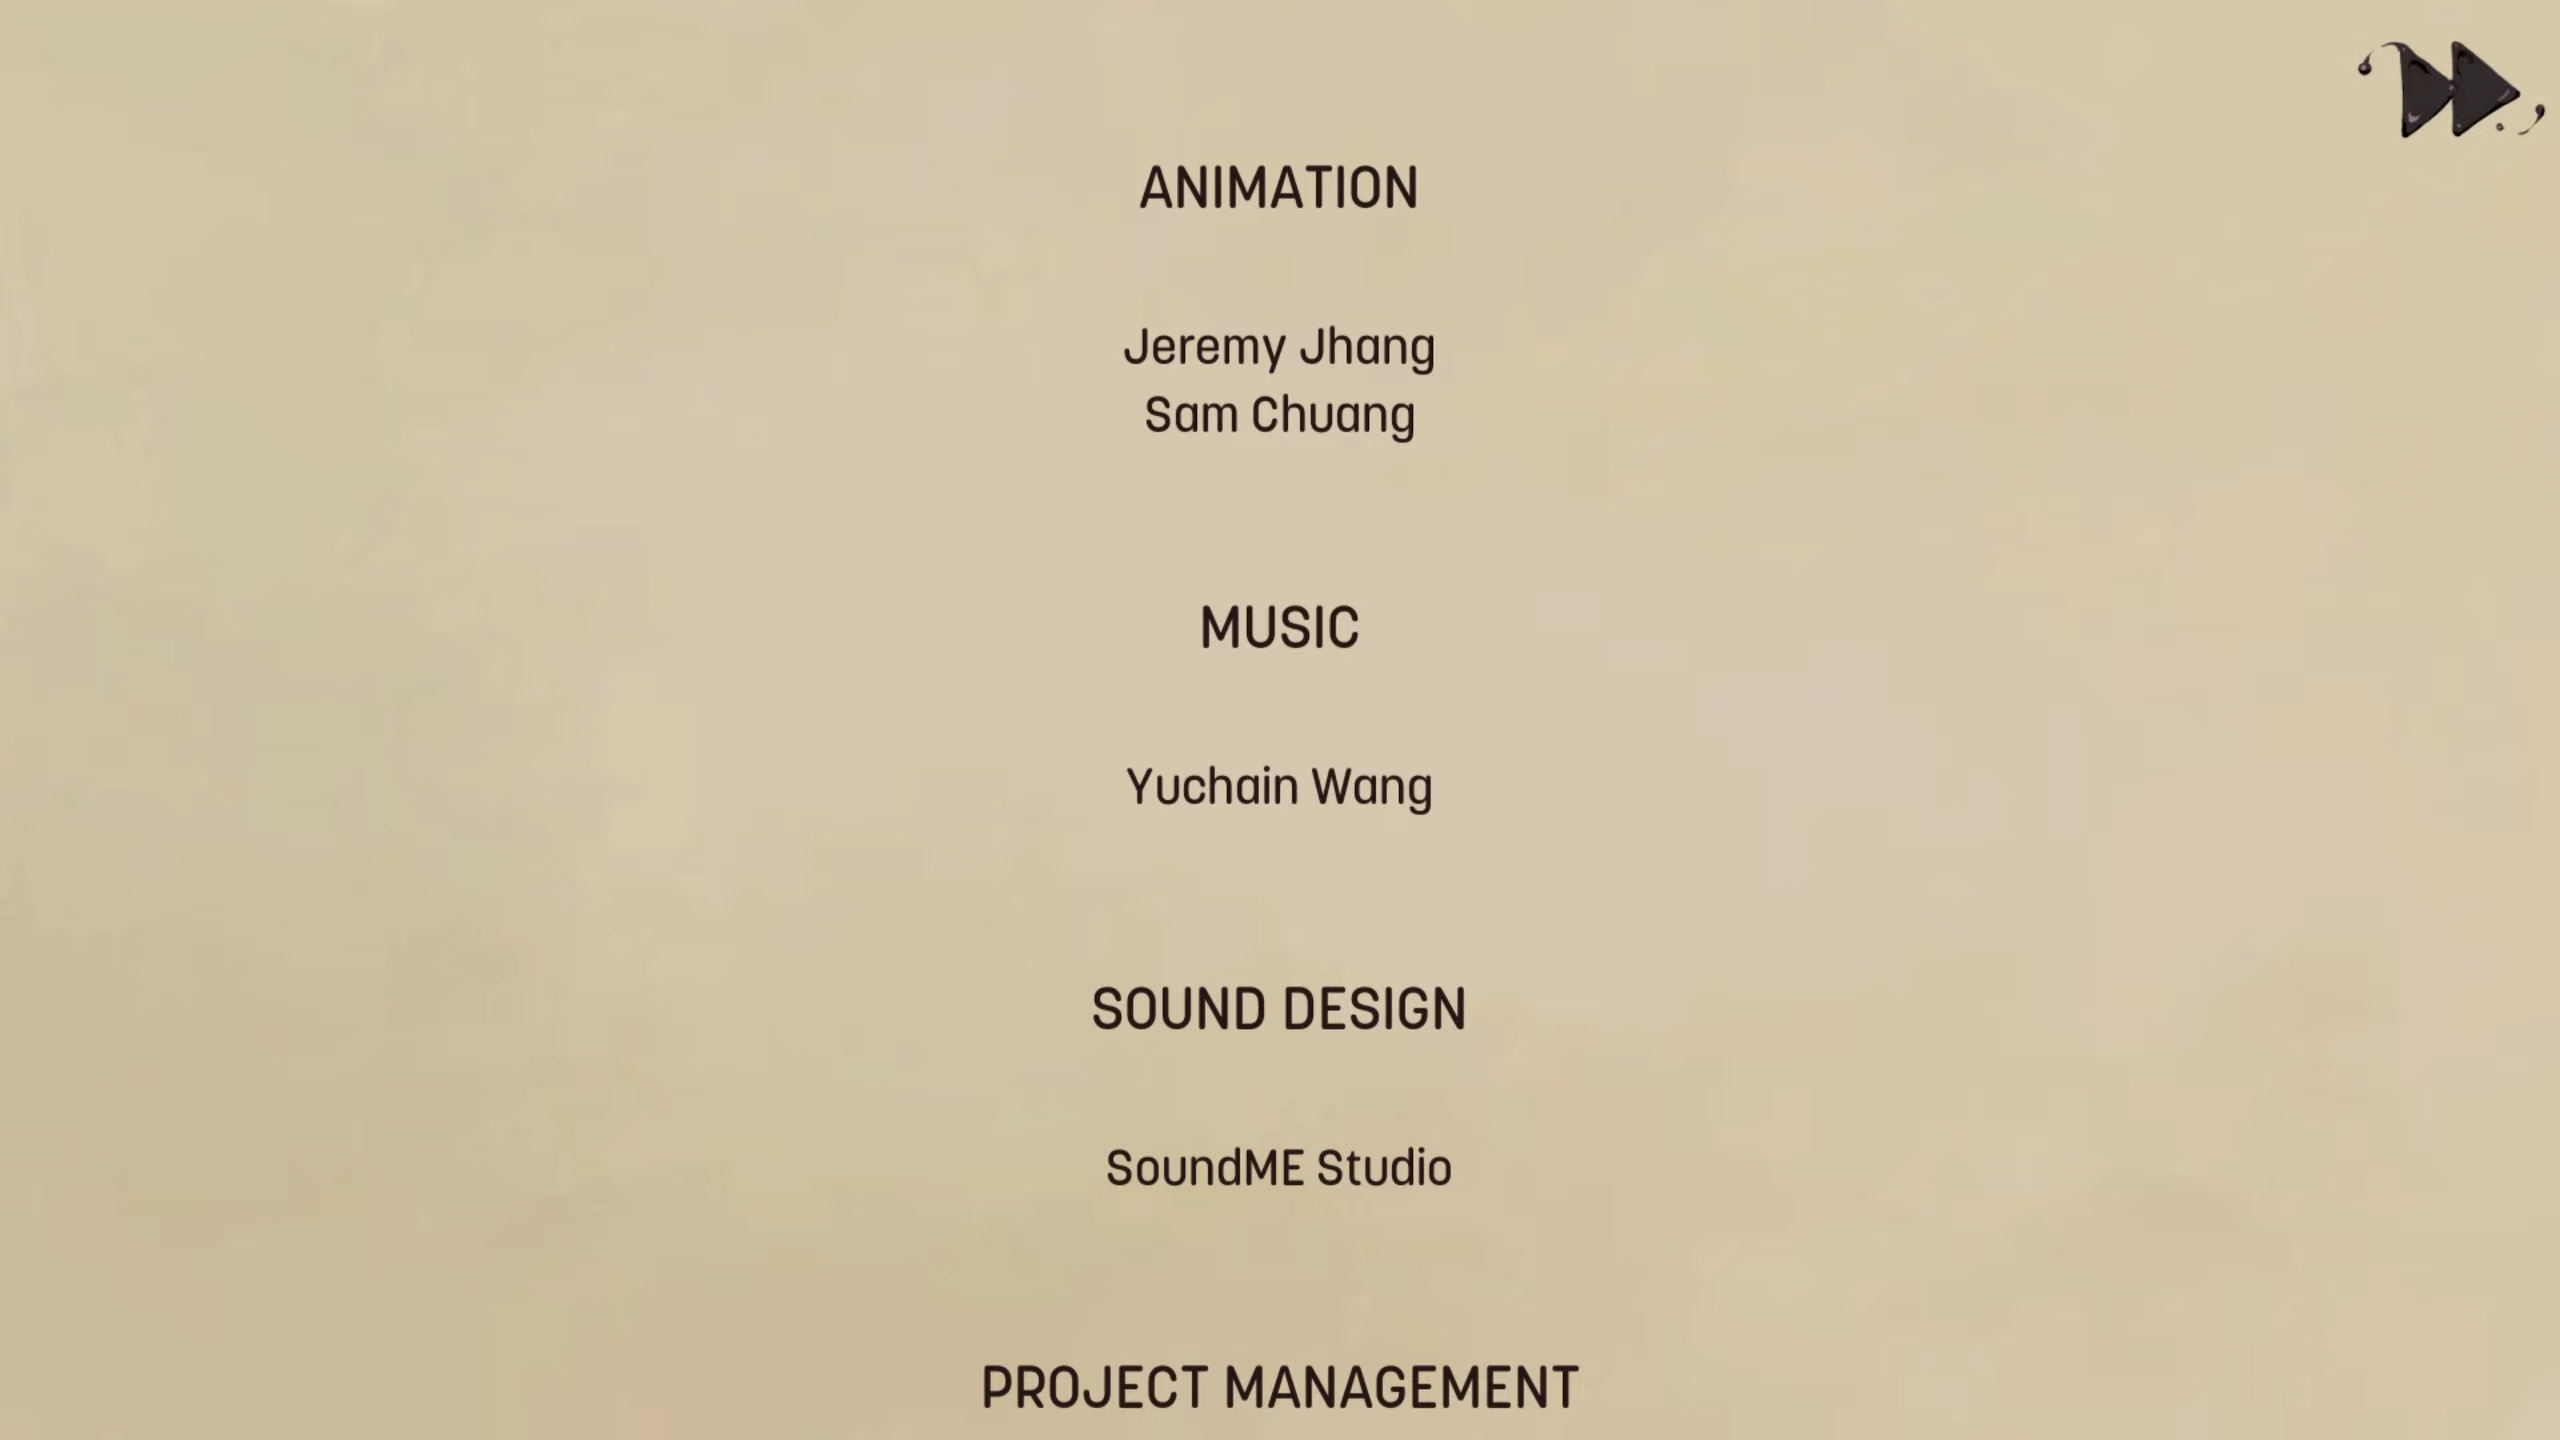 ANIMATION
Jeremy Jhang
Sam Chuang
MUSIC
Yuchain Wang
SOUND DESIGN
SoundME Studio
PROJECT MANAGEMENT